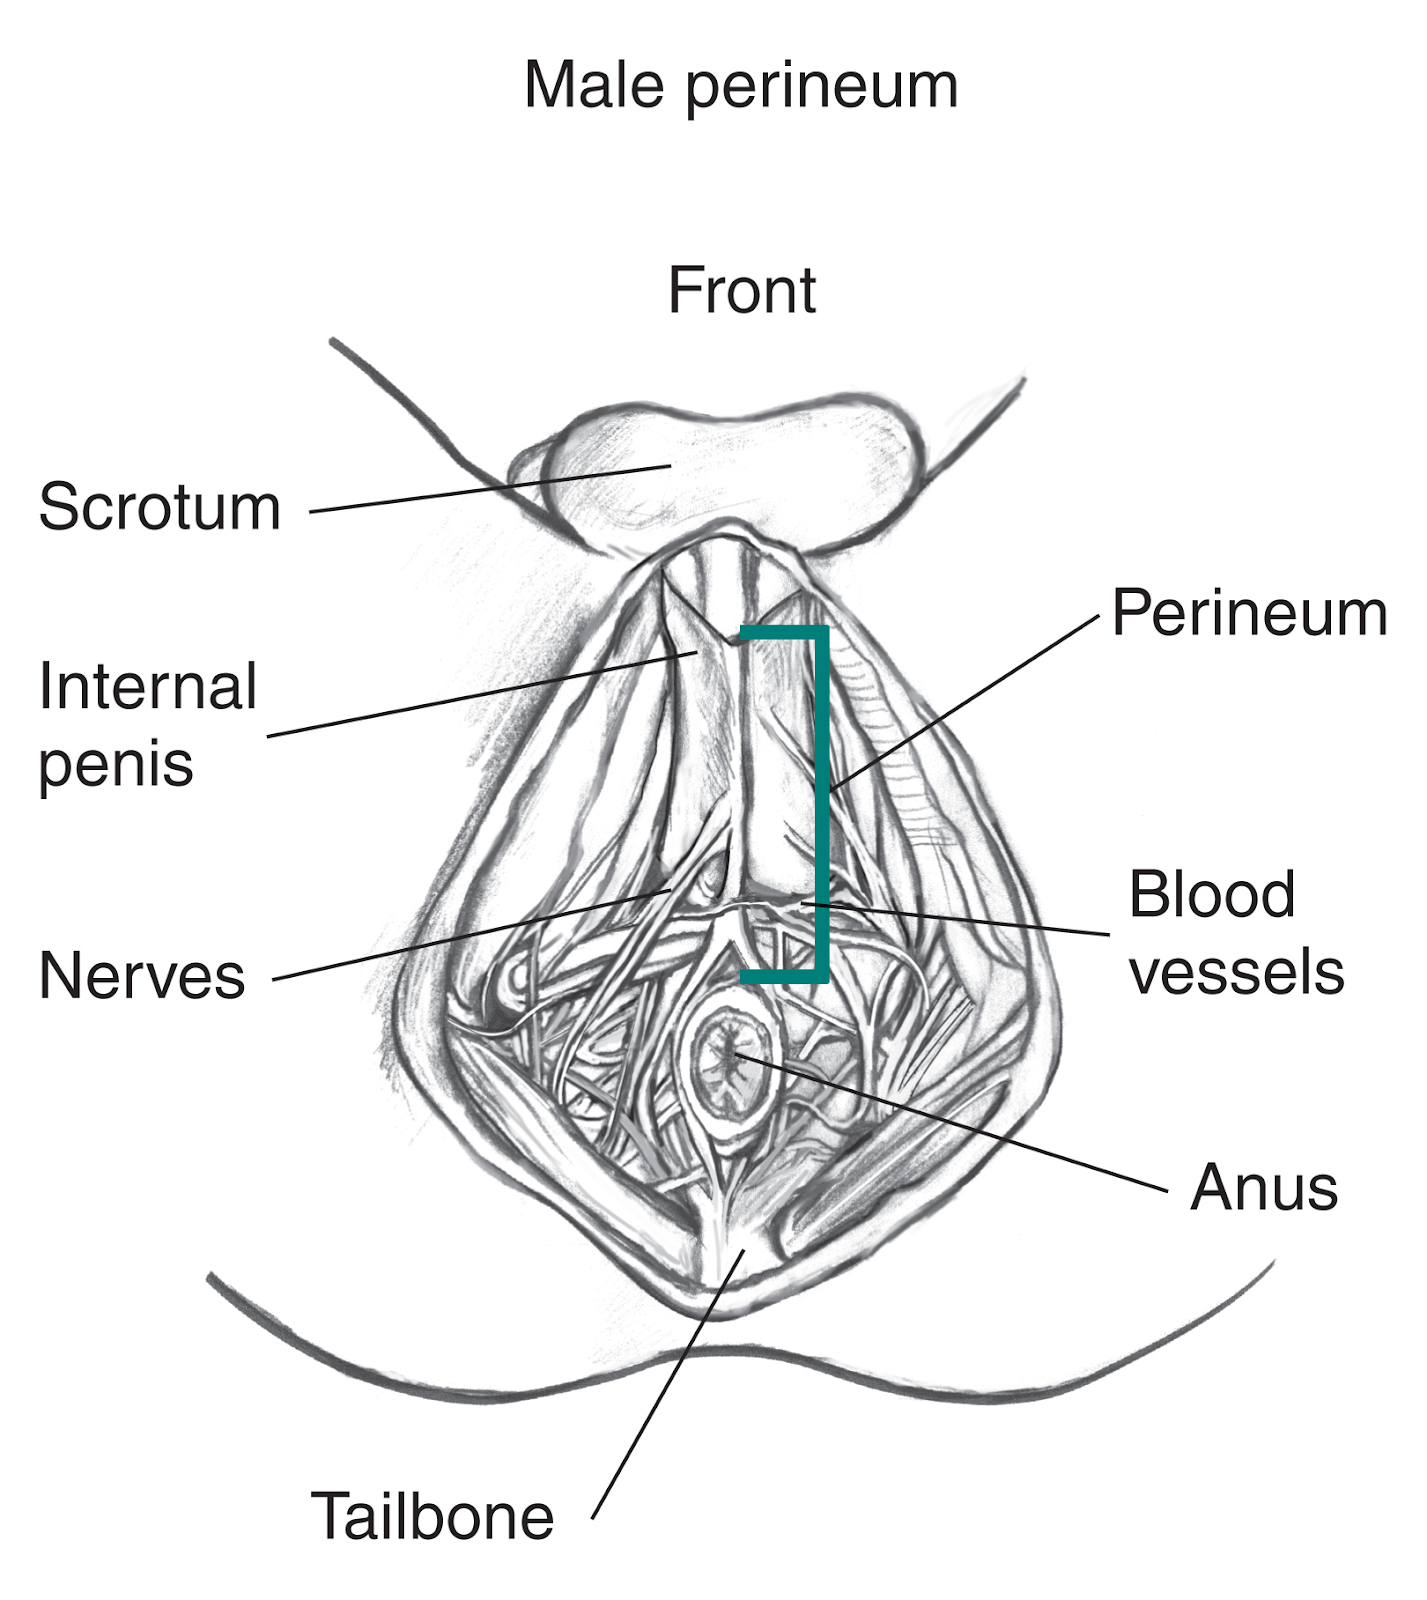 Male perineum
Front
Scrotum
Perineum
Internal
penis
Blood
vessels
Nerves
Anus
Tailbone